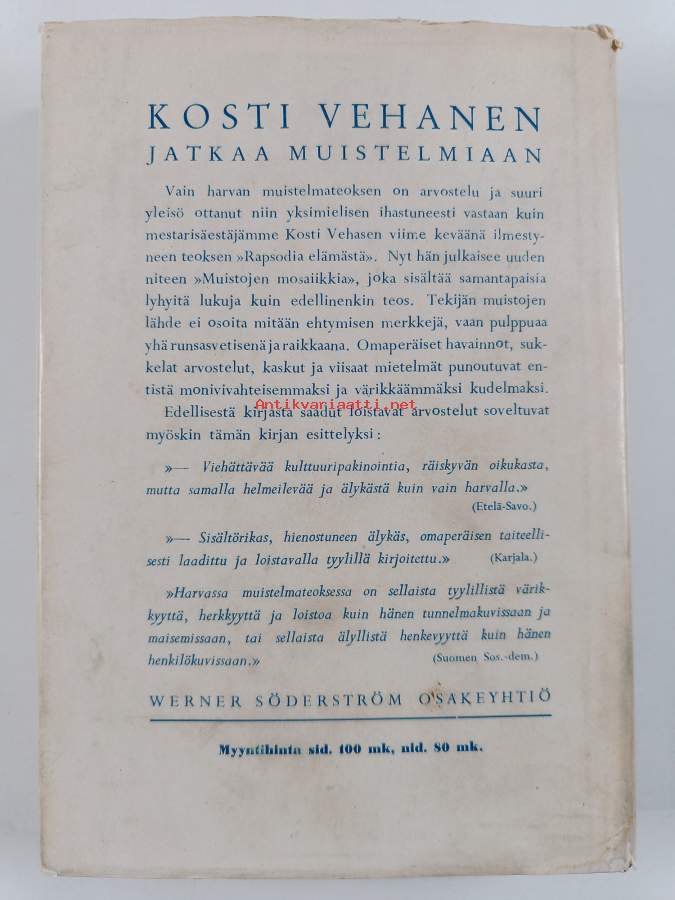 KOSTI VEHANEN
JATKAA MUISTELMIAAN
Vain harvan muistelmateoksen on arvostelu ja suuri
yleisö ottanut niin yksimielisen ihastuneesti vastaan kuin
mestarisäestäjämme Kosti Vehasen viime keväänä ilmesty-
neen teoksen »Rapsodia elämästä». Nyt hän julkaisee uuden
niteen »Muistojen mosaiikkia», joka sisältää samantapaisia
lyhyitä lukuja kuin edellinenkin teos. Tekijän muistojen
lähde ei osoita mitään ehtymisen merkkejä, vaan pulppuaa
yhä runsasvetisenä ja raikkaana. Omaperäiset havainnot, suk-
kelat arvostelut, kaskut ja viisaat mietelmät punoutuvat en-
tistä monivivahteisemmaksi ja värikkäämmäksi kudelmaksi.
Antikvariaatti.net
Edellisestä kirjasta saadut loistavat arvostelut soveltuvat
myöskin tämän kirjan esittelyksi:
»— Viehättävää kulttuuripakinointia, räiskyvän oikukasta,
mutta samalla helmeilevää ja älykästä kuin vain harvalla.»
(Etelä-Savo.)
»— Sisältörikas, hienostuneen älykäs, omaperäisen taiteelli-
sesti laadittu ja loistavalla tyylillä kirjoitettu.» (Karjala.)
»Harvassa muistelmateoksessa on sellaista tyylillistä värik-
kyyttä, herkkyyttä ja loistoa kuin hänen tunnelmakuvissaan ja
maisemissaan, tai sellaista älyllistä henkevyyttä kuin hänen
henkilökuvissaan.» (Suomen Sos.-dem.)
WERNER SÖDERSTRÖM OSAKEYHTIÖ
Myyntihinta sid. 100 mk, nid. 80 mk.